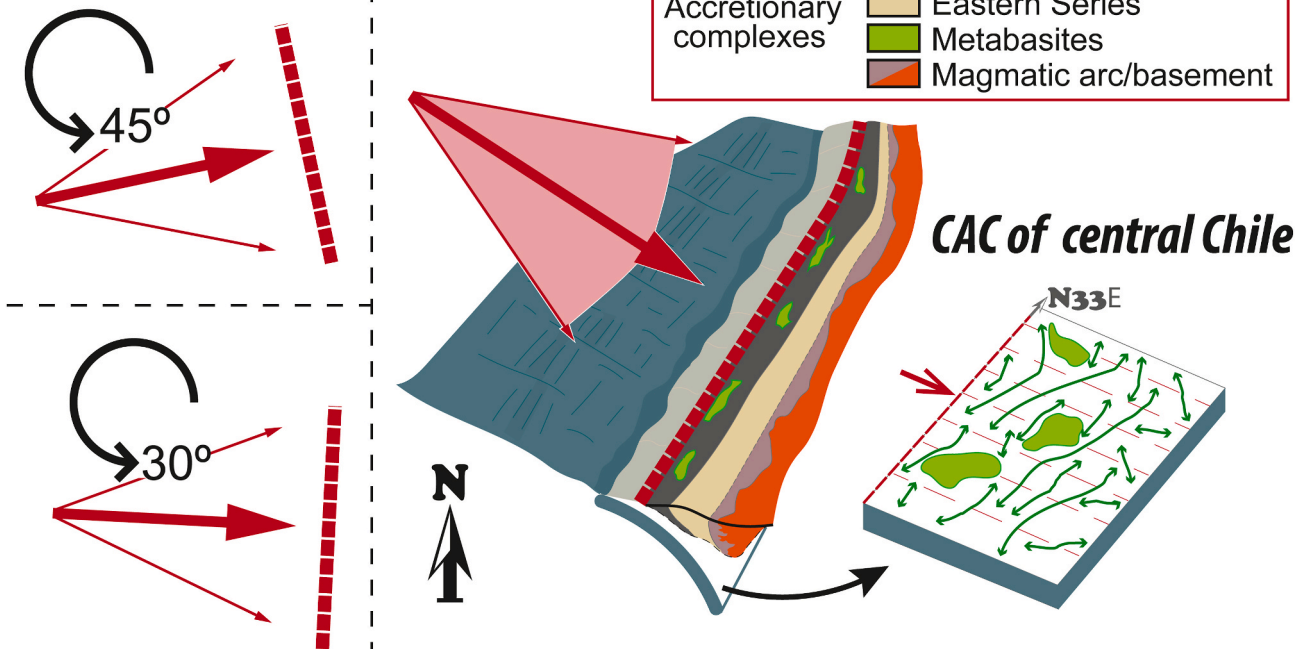 Accretionary
complexes
Eastern Series
Metabasites
Magmatic arc/basement
45º
CAC of central Chile
N33E
30º
N